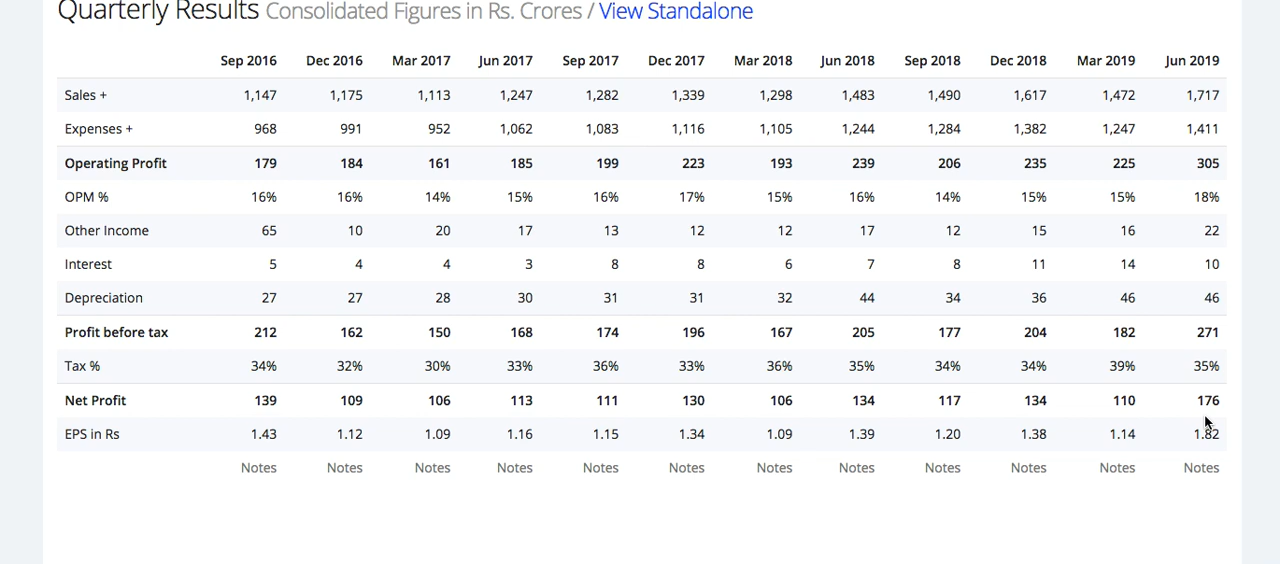 Quarterly Results Consolidated Figures in Rs. Crores / View Standalone
Sep 2016 Dec 2016 Mar 2017 Jun 2017 Sep 2017 Dec 2017 Mar 2018 Jun 2018 Sep 2018 Dec 2018 Mar 2019 Jun 2019
Sales + 1,147 1,175 1,113 1,247 1,282 1,339 1,298 1,483 1,490 1,617 1,472 1,717
Expenses + 968 991 952 1,062 1,083 1,116 1,105 1,244 1,284 1,382 1,247 1,411
Operating Profit 179 184 161 185 199 223 193 239 206 235 225 305
OPM % 16% 16% 14% 15% 16% 17% 15% 16% 14% 15% 15% 18%
Other Income 65 10 20 17 13 12 12 17 12 15 16 22
Interest 5 4 4 3 8 8 6 7 8 11 14 10
Depreciation 27 27 28 30 31 31 32 44 34 36 46 46
Profit before tax 212 162 150 168 174 196 167 205 177 204 182 271
Tax % 34% 32% 30% 33% 36% 33% 36% 35% 34% 34% 39% 35%
Net Profit 139 109 106 113 111 130 106 134 117 134 110 176
EPS in Rs 1.43 1.12 1.09 1.16 1.15 1.34 1.09 1.39 1.20 1.38 1.14 1.82
Notes Notes Notes Notes Notes Notes Notes Notes Notes Notes Notes Notes